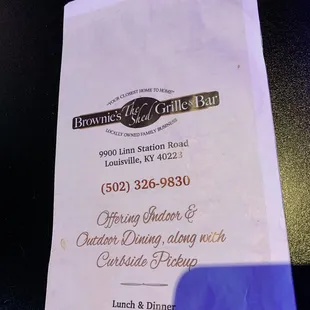 "YOUR CLOSEST HOME TO HOME"
Brownie's The Shed Grille & Bar
LOCALLY OWNED FAMILY BUSINESS
9900 Linn Station Road
Louisville, KY 40223
(502) 326-9830
Offering Indoor &
Outdoor Dining, along with
Curbside Pickup
Lunch & Dinner